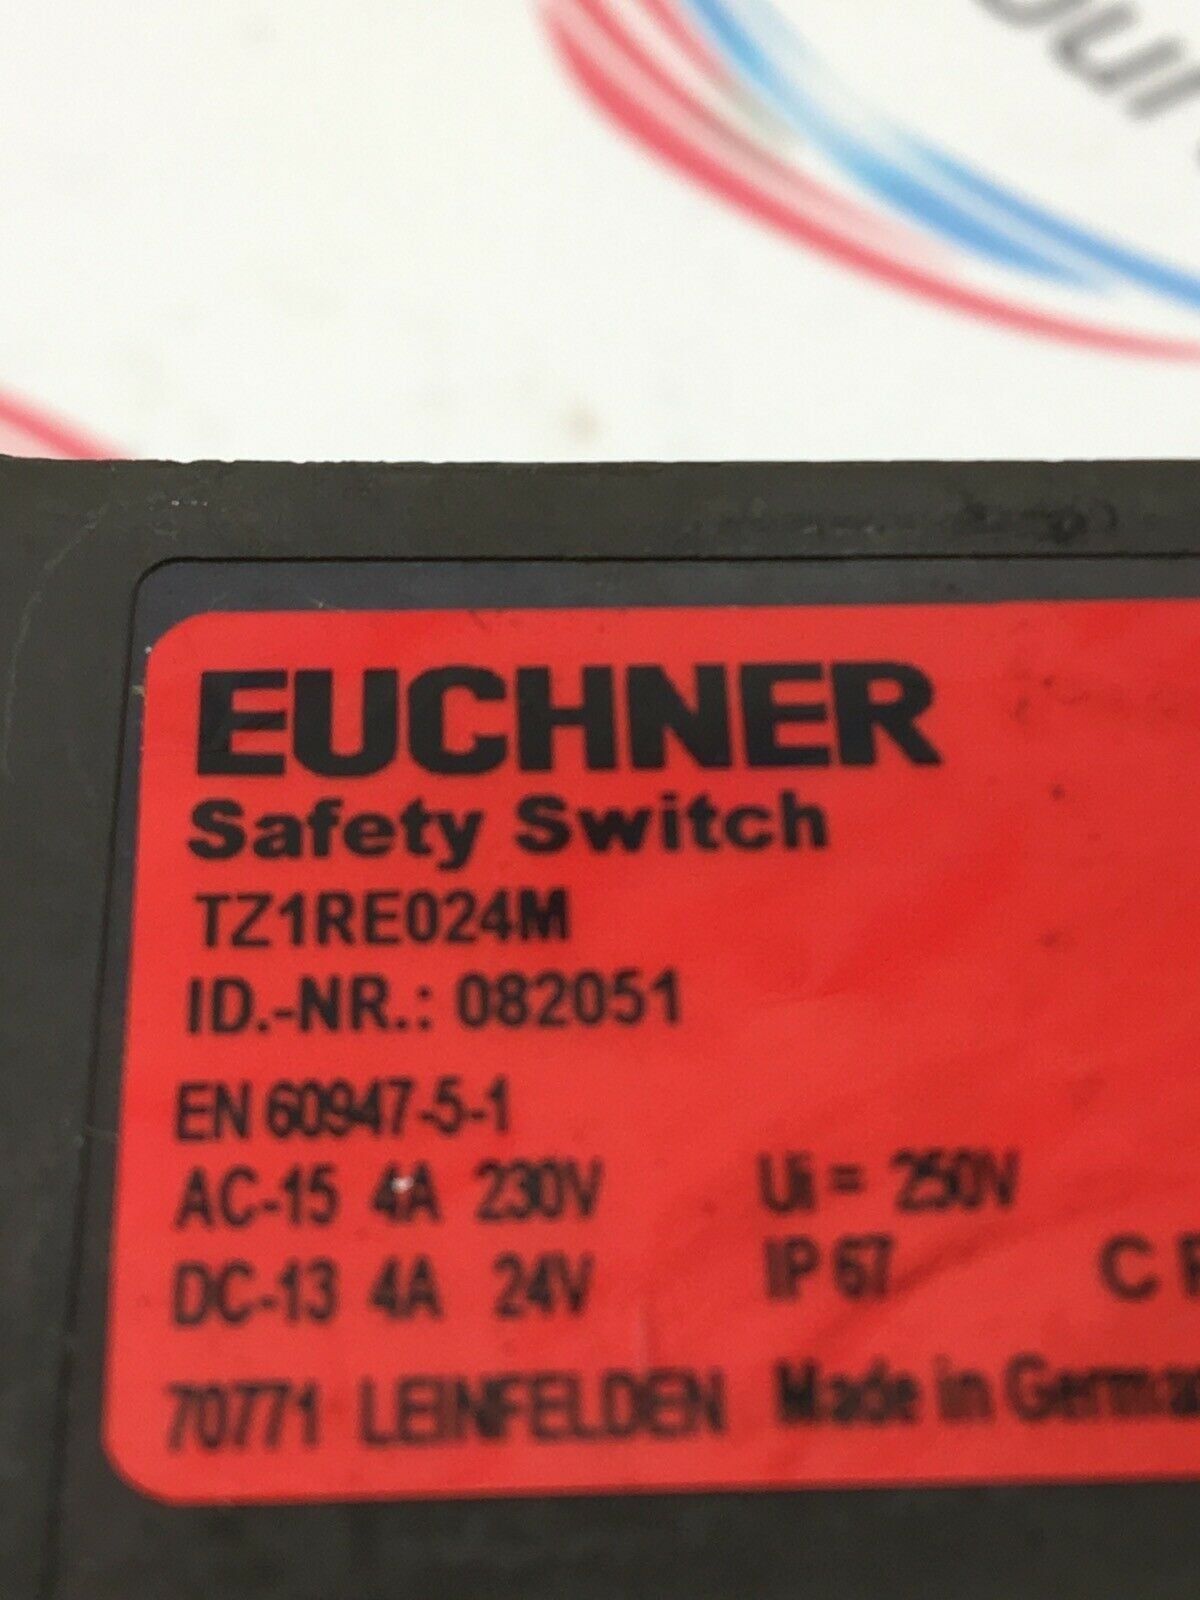 EUCHNER
Safety Switch
TZ1RE024M
ID.-NR.: 082051
EN 60947-5-1
AC-15 4A 230V Ui = 250V
DC-13 4A 24V IP 67 C
70771 LEINFELDEN Made in